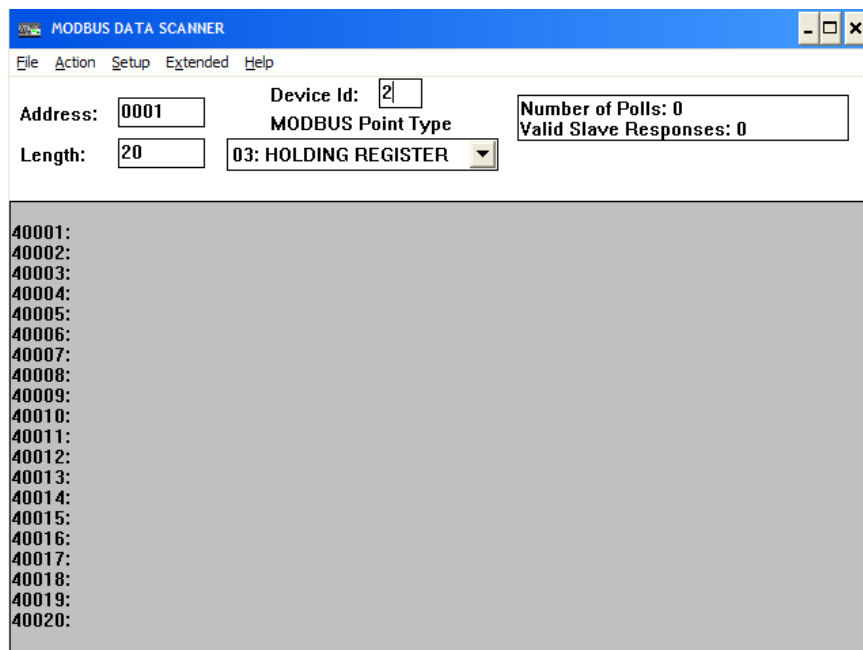 MODBUS DATA SCANNER
File Action Setup Extended Help
Address: 0001
Device Id: 2
Number of Polls: 0
Valid Slave Responses: 0
MODBUS Point Type
Length: 20
03: HOLDING REGISTER
40001:
40002:
40003:
40004:
40005:
40006:
40007:
40008:
40009:
40010:
40011:
40012:
40013:
40014:
40015:
40016:
40017:
40018:
40019:
40020: